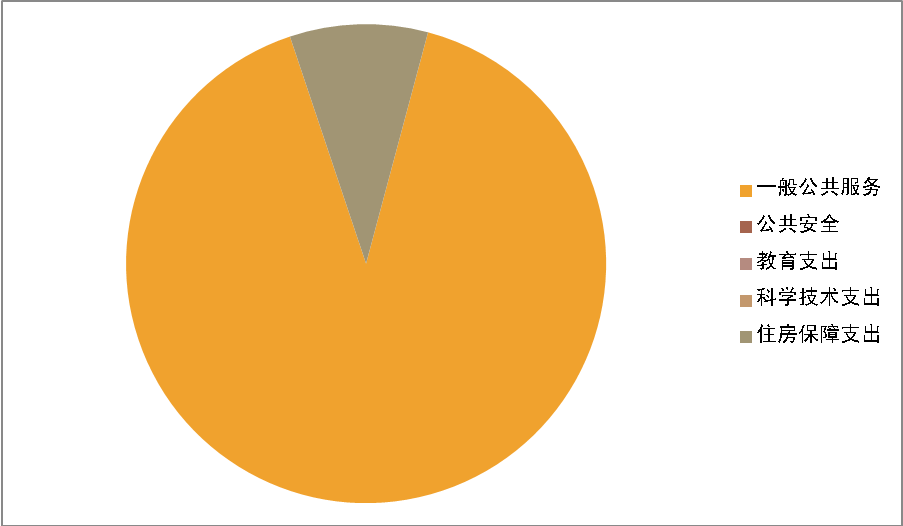 一般公共服务
公共安全
教育支出
科学技术支出
住房保障支出